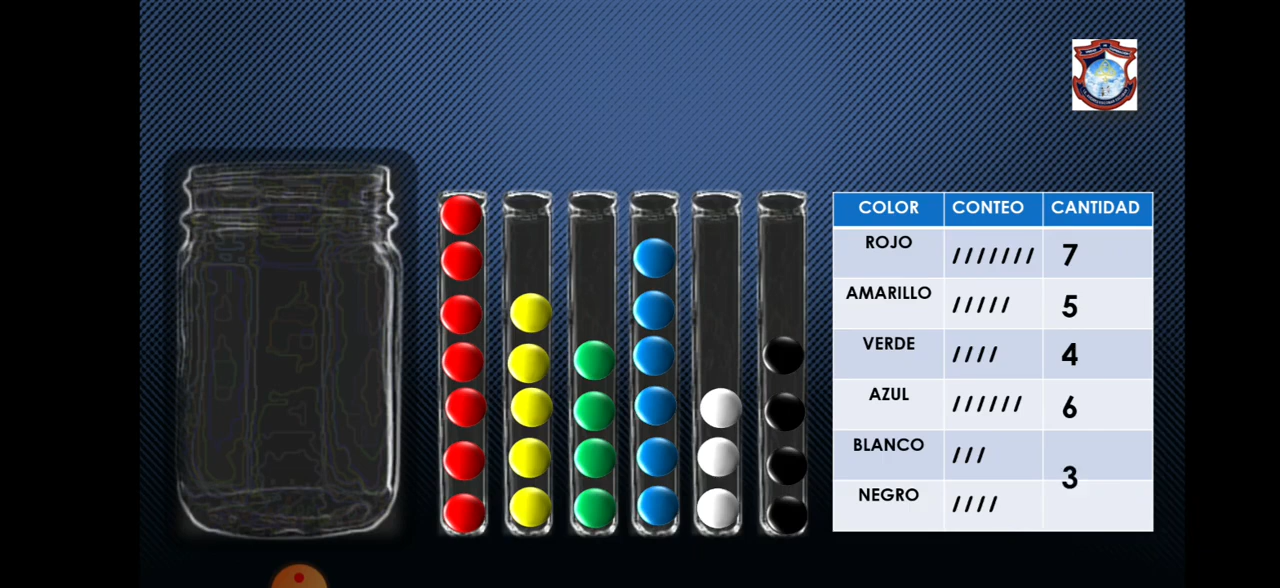 COLOR CONTEO CANTIDAD
ROJO / / / / / / / 7
AMARILLO / / / / / 5
VERDE / / / / 4
AZUL / / / / / / 6
BLANCO / / / 3
NEGRO / / / /